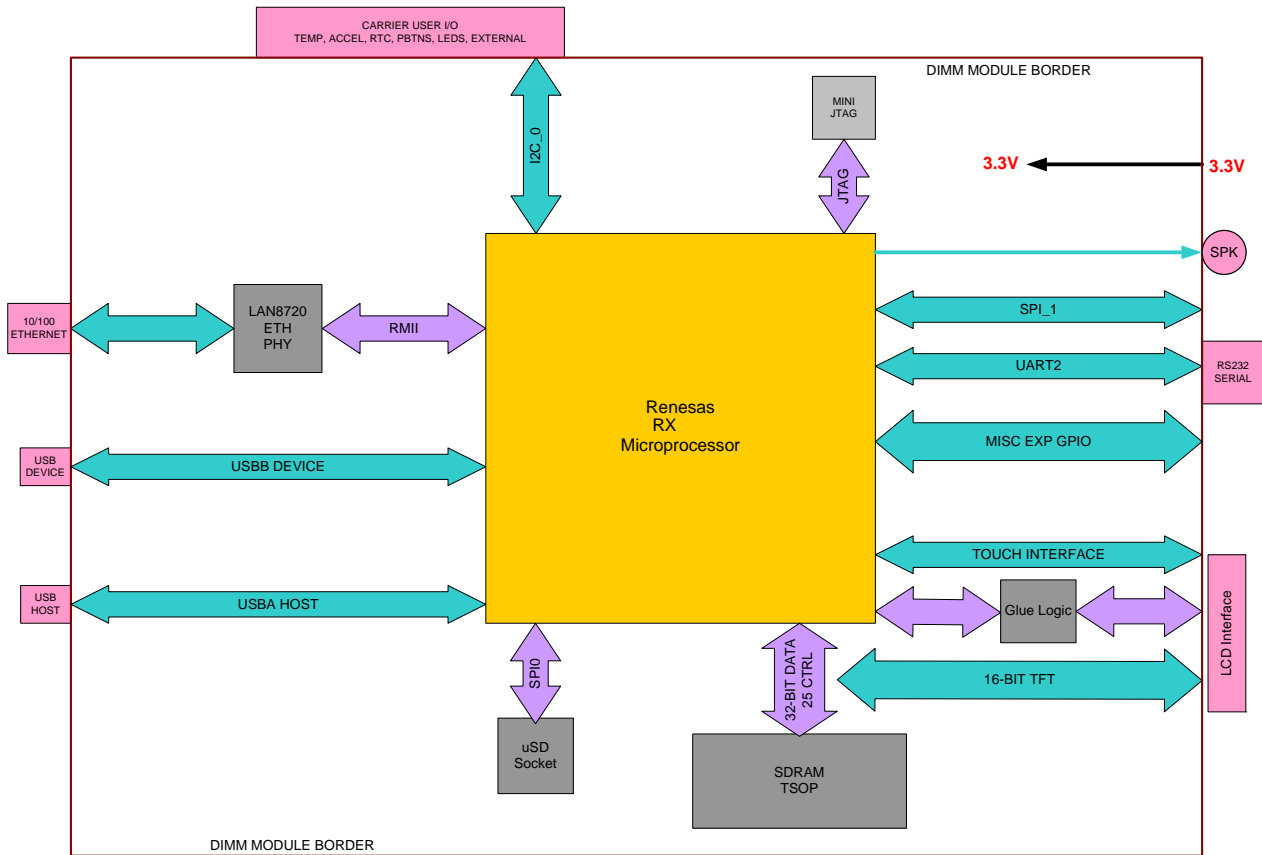 CARRIER USER I/O
TEMP, ACCEL, RTC, PBTNS, LEDS, EXTERNAL
DIMM MODULE BORDER
MINI
JTAG
I2C_0
JTAG
3.3V
3.3V
SPK
10/100
ETHERNET
LAN8720
ETH
PHY
RMII
SPI_1
UART2
RS232
SERIAL
Renesas
RX
Microprocessor
MISC EXP GPIO
USB
DEVICE
USBB DEVICE
TOUCH INTERFACE
USB
HOST
USBA HOST
Glue Logic
LCD Interface
SPI0
32-BIT DATA
25 CTRL
16-BIT TFT
uSD
Socket
SDRAM
TSOP
DIMM MODULE BORDER